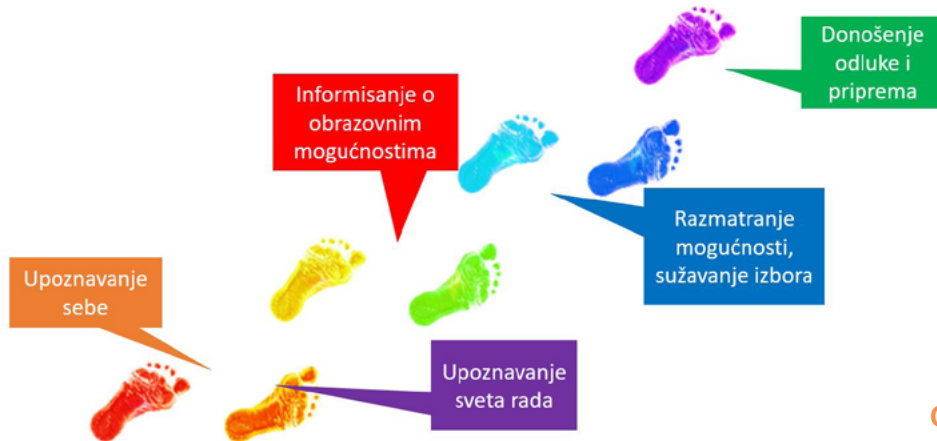 Donošenje
odluke i
priprema
Informisanje o
obrazovnim
mogućnostima
Razmatranje
mogućnosti,
sužavanje izbora
Upoznavanje
sebe
Upoznavanje
sveta rada